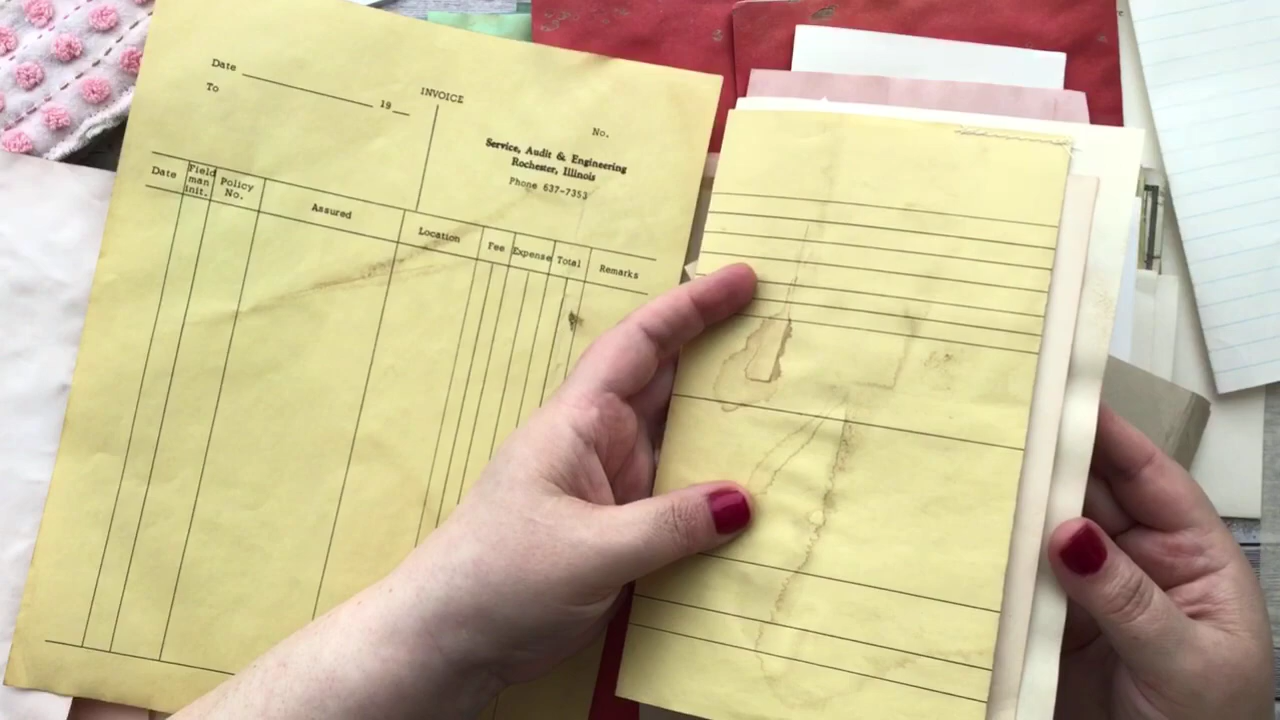 Date 19
INVOICE
To
No.
Service, Audit & Engineering
Rochester, Illinois
Phone 637-7353
Date
Field
man
init.
Policy
No.
Assured
Location
Fee
Expense
Total
Remarks